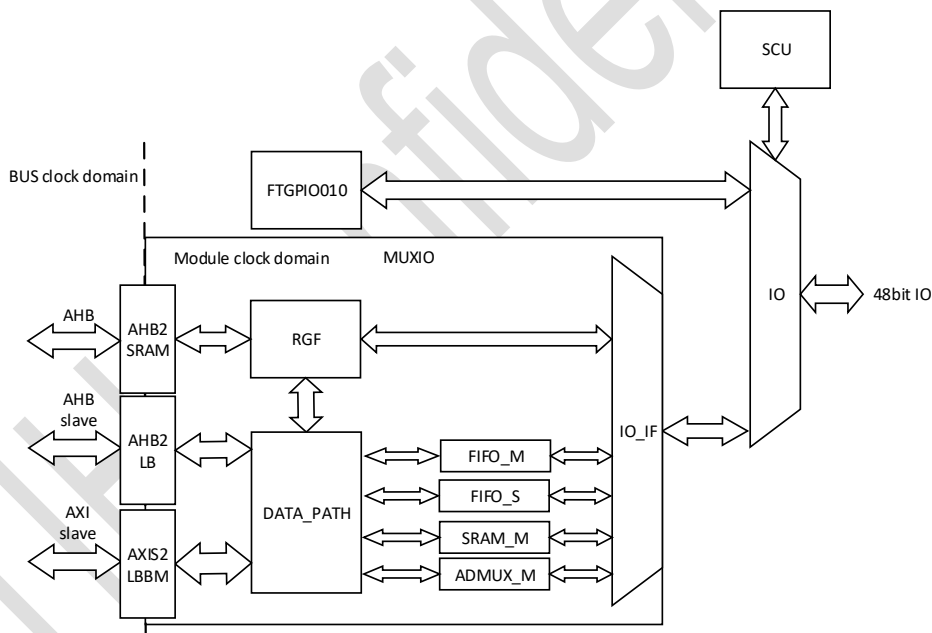 SCU
BUS clock domain
FTGPIO010
Module clock domain
MUXIO
AHB
AHB2
SRAM
RGF
IO
48bit IO
AHB
slave
AHB2
LB
DATA_PATH
FIFO_M
FIFO_S
SRAM_M
ADMUX_M
IO_IF
AXI
slave
AXIS2
LBBM